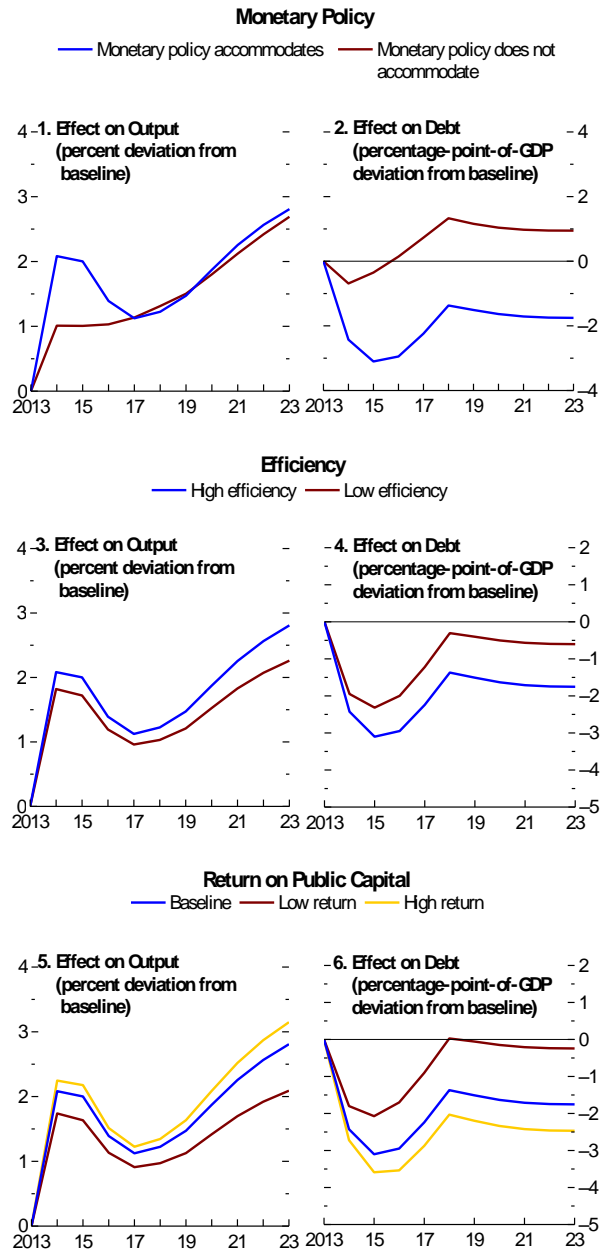 Monetary Policy
Monetary policy accommodates
Monetary policy does not
accommodate
1. Effect on Output
(percent deviation from
baseline)
4
3
2
1
0
2013 15 17 19 21 23
2. Effect on Debt
(percentage-point-of-GDP
deviation from baseline)
4
2
0
–2
–4
2013 15 17 19 21 23
Efficiency
High efficiency Low efficiency
3. Effect on Output
(percent deviation from
baseline)
4
3
2
1
0
2013 15 17 19 21 23
4. Effect on Debt
(percentage-point-of-GDP
deviation from baseline)
2
1
0
–1
–2
–3
–4
–5
2013 15 17 19 21 23
Return on Public Capital
Baseline Low return High return
5. Effect on Output
(percent deviation from
baseline)
4
3
2
1
0
2013 15 17 19 21 23
6. Effect on Debt
(percentage-point-of-GDP
deviation from baseline)
2
1
0
–1
–2
–3
–4
–5
2013 15 17 19 21 23